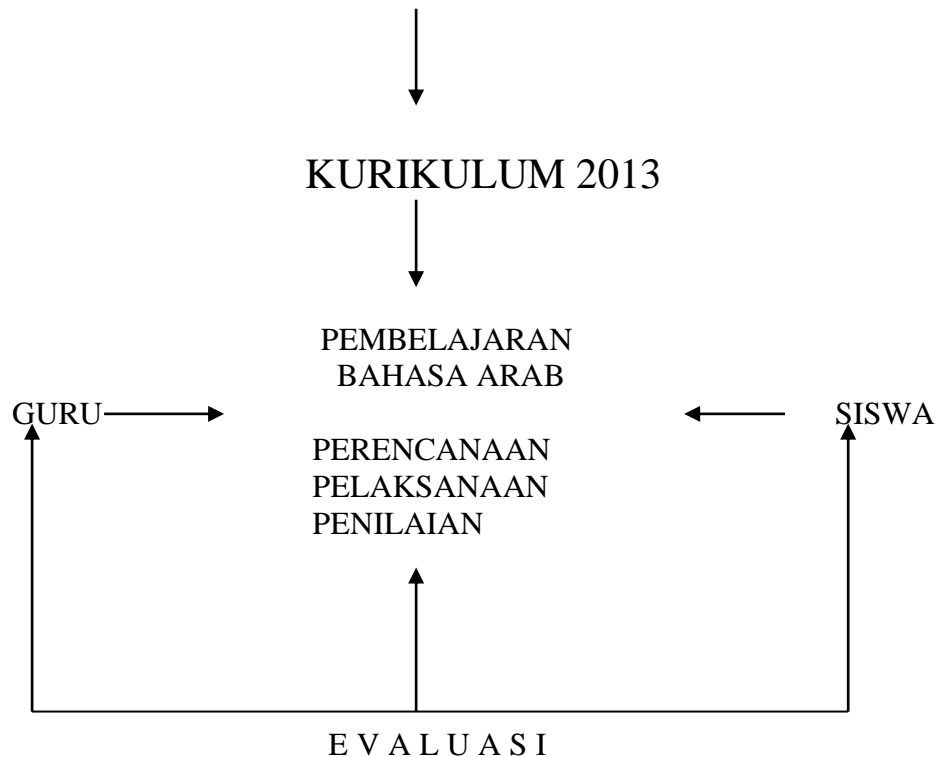 KURIKULUM 2013
PEMBELAJARAN
BAHASA ARAB
GURU
SISWA
PERENCANAAN
PELAKSANAAN
PENILAIAN
E V A L U A S I